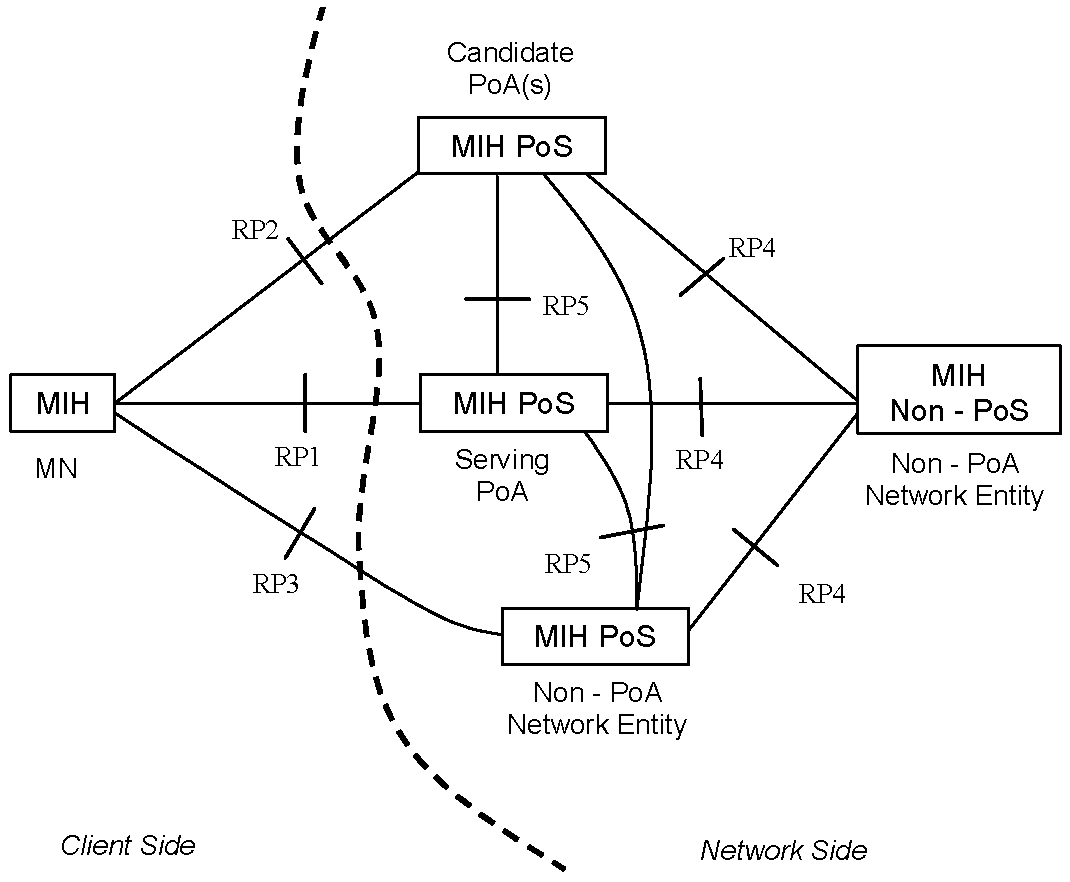 Candidate
PoA(s)
MIH PoS
RP2
RP4
RP5
MIH
MN
RP1
MIH PoS
Serving
PoA
RP4
MIH
Non - PoS
Non - PoA
Network Entity
RP3
RP5
RP4
MIH PoS
Non - PoA
Network Entity
Client Side
Network Side